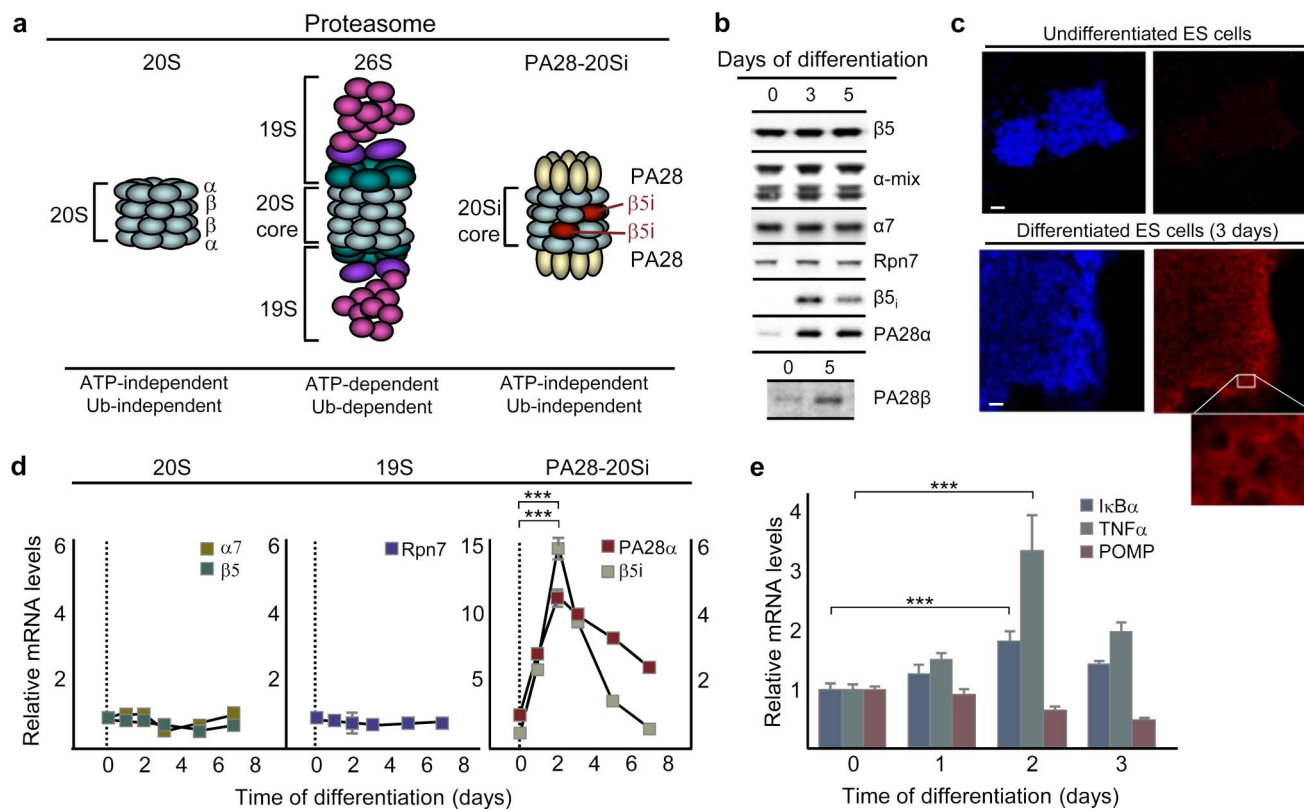 a
Proteasome
20S
26S
PA28-20Si
20S
α
β
β
α
19S
20S
core
19S
20Si
core
PA28
β5i
β5i
PA28
ATP-independent
Ub-independent
ATP-dependent
Ub-dependent
ATP-independent
Ub-independent
b
Days of differentiation
0 3 5
β5
α-mix
α7
Rpn7
β5i
PA28α
0 5
PA28β
c
Undifferentiated ES cells
Differentiated ES cells (3 days)
d
20S
19S
PA28-20Si
Relative mRNA levels
6
4
2
α7
β5
0 2 4 6 8
6
4
2
Rpn7
0 2 4 6 8
***
***
15
10
5
PA28α
β5i
6
4
2
0 2 4 6 8
Time of differentiation (days)
e
Relative mRNA levels
4
3
2
1
***
***
IκBα
TNFα
POMP
0 1 2 3
Time of differentiation (days)